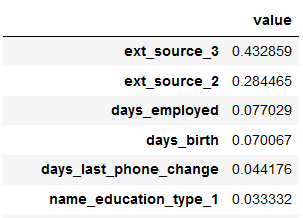 value
ext_source_3 0.432859
ext_source_2 0.284465
days_employed 0.077029
days_birth 0.070067
days_last_phone_change 0.044176
name_education_type_1 0.033332